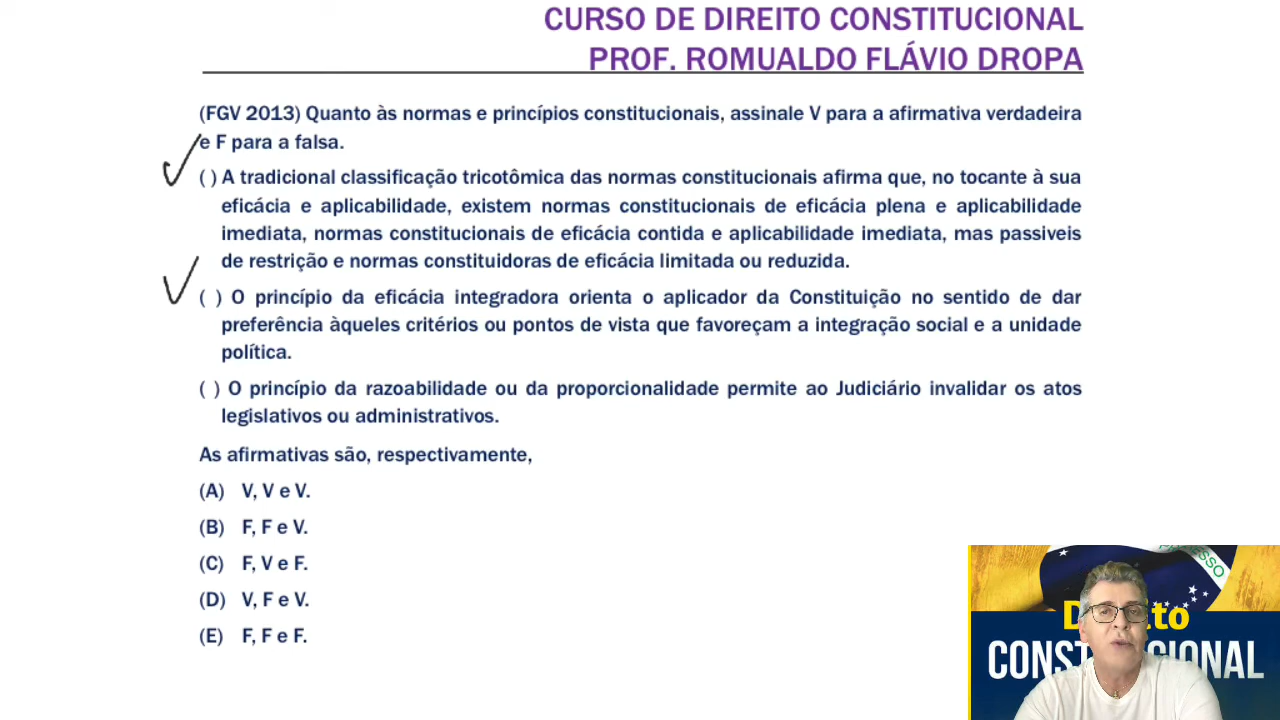 CURSO DE DIREITO CONSTITUCIONAL
PROF. ROMUALDO FLÁVIO DROPA
(FGV 2013) Quanto às normas e princípios constitucionais, assinale V para a afirmativa verdadeira
e F para a falsa.
( ) A tradicional classificação tricotômica das normas constitucionais afirma que, no tocante à sua
eficácia e aplicabilidade, existem normas constitucionais de eficácia plena e aplicabilidade
imediata, normas constitucionais de eficácia contida e aplicabilidade imediata, mas passiveis
de restrição e normas constituidoras de eficácia limitada ou reduzida.
( ) O princípio da eficácia integradora orienta o aplicador da Constituição no sentido de dar
preferência àqueles critérios ou pontos de vista que favoreçam a integração social e a unidade
política.
( ) O princípio da razoabilidade ou da proporcionalidade permite ao Judiciário invalidar os atos
legislativos ou administrativos.
As afirmativas são, respectivamente,
(A) V, V e V.
(B) F, F e V.
(C) F, V e F.
(D) V, F e V.
(E) F, F e F.